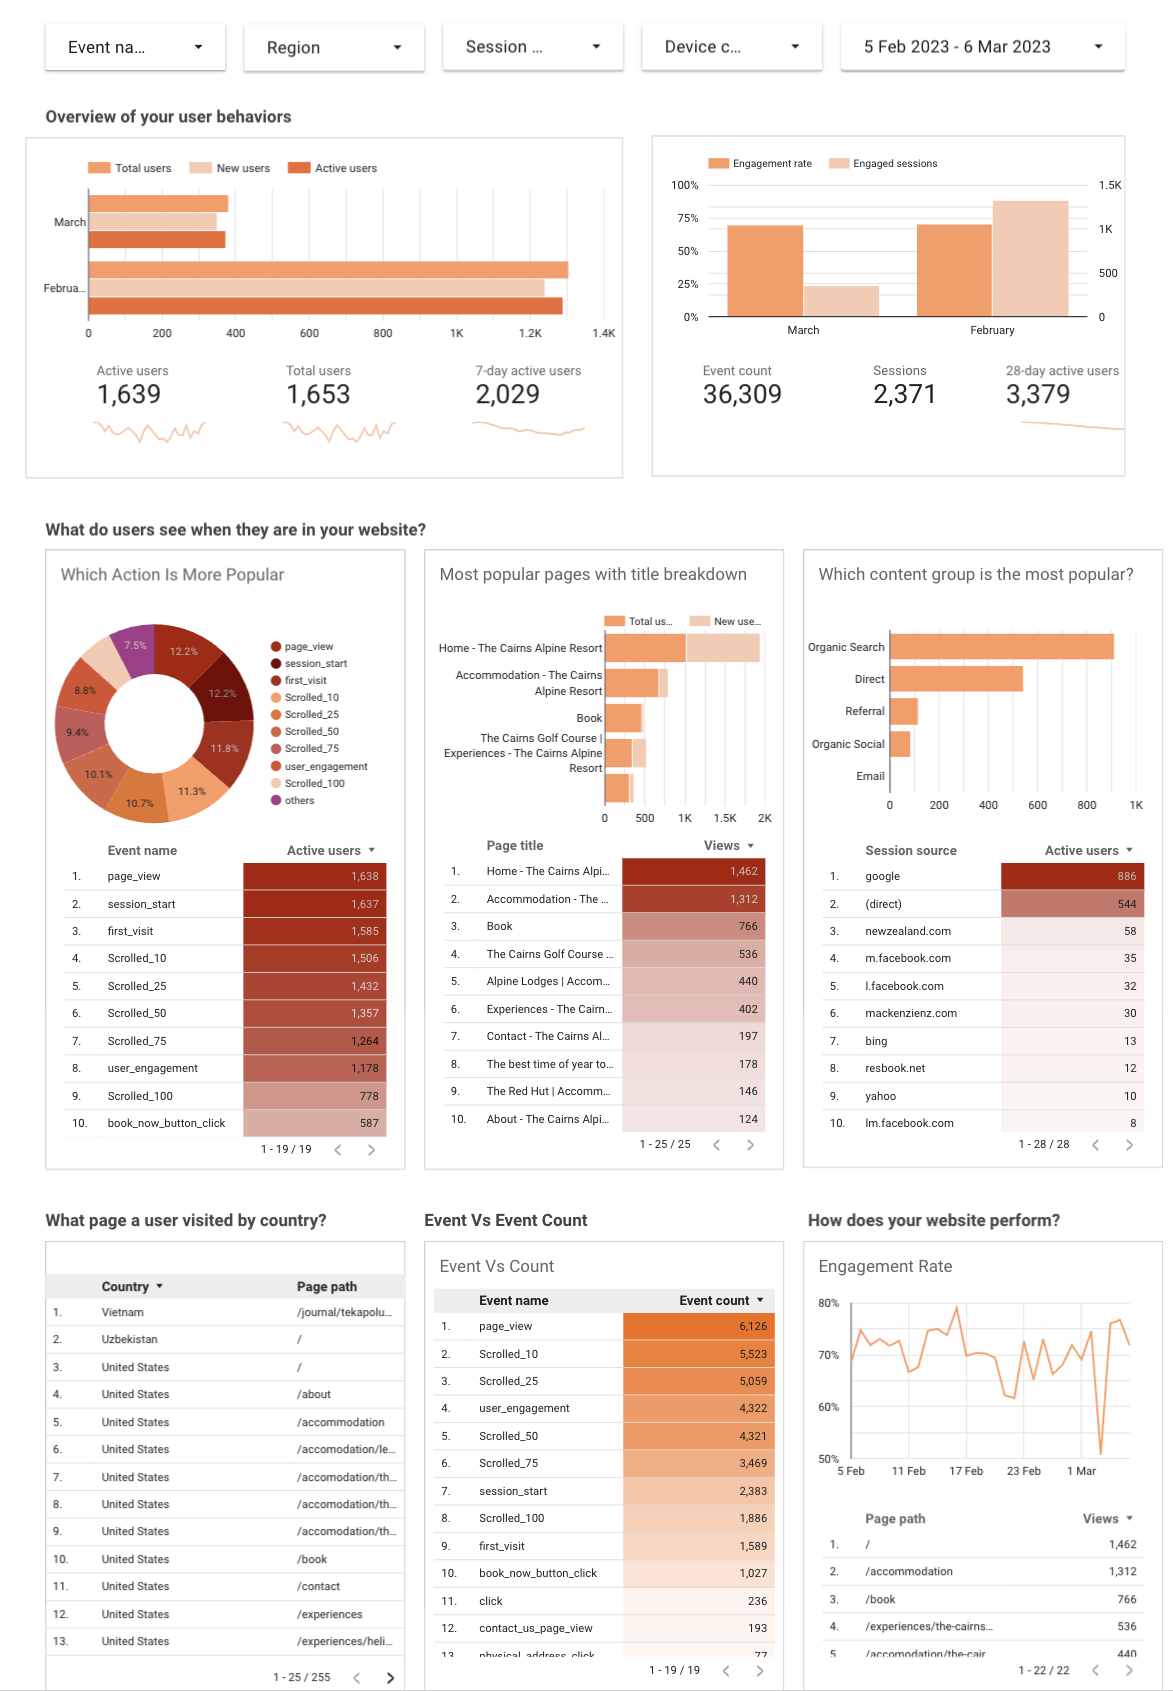 Event na...
Region
Session ...
Device c...
5 Feb 2023 - 6 Mar 2023
Overview of your user behaviors
Total users
New users
Active users
March
Februa...
0
200
400
600
800
1K
1.2K
1.4K
Active users
1,639
Total users
1,653
7-day active users
2,029
Engagement rate
Engaged sessions
100%
75%
50%
25%
0%
1.5K
1K
500
0
March
February
Event count
36,309
Sessions
2,371
28-day active users
3,379
What do users see when they are in your website?
Which Action Is More Popular
7.5%
12.2%
12.2%
11.8%
11.3%
10.7%
10.1%
9.4%
8.8%
page_view
session_start
first_visit
Scrolled_10
Scrolled_25
Scrolled_50
Scrolled_75
user_engagement
Scrolled_100
others
Event name Active users
1. page_view 1,638
2. session_start 1,637
3. first_visit 1,585
4. Scrolled_10 1,506
5. Scrolled_25 1,432
6. Scrolled_50 1,357
7. Scrolled_75 1,264
8. user_engagement 1,178
9. Scrolled_100 778
10. book_now_button_click 587
1 - 19 / 19
Most popular pages with title breakdown
Total us...
New use...
Home - The Cairns Alpine Resort
Accommodation - The Cairns
Alpine Resort
Book
The Cairns Golf Course |
Experiences - The Cairns Alpine
Resort
0
500
1K
1.5K
2K
Page title Views
1. Home - The Cairns Alpi... 1,462
2. Accommodation - The ... 1,312
3. Book 766
4. The Cairns Golf Course ... 536
5. Alpine Lodges | Accom... 440
6. Experiences - The Cairn... 402
7. Contact - The Cairns Al... 197
8. The best time of year to... 178
9. The Red Hut | Accomm... 146
10. About - The Cairns Alpi... 124
1 - 25 / 25
Which content group is the most popular?
Organic Search
Direct
Referral
Organic Social
Email
0
200
400
600
800
1K
Session source Active users
1. google 886
2. (direct) 544
3. newzealand.com 58
4. m.facebook.com 35
5. l.facebook.com 32
6. mackenzienz.com 30
7. bing 13
8. resbook.net 12
9. yahoo 10
10. lm.facebook.com 8
1 - 28 / 28
What page a user visited by country?
Country Page path
1. Vietnam /journal/tekapolu...
2. Uzbekistan /
3. United States /
4. United States /about
5. United States /accommodation
6. United States /accomodation/le...
7. United States /accomodation/th...
8. United States /accomodation/th...
9. United States /accomodation/th...
10. United States /book
11. United States /contact
12. United States /experiences
13. United States /experiences/heli...
1 - 25 / 255
Event Vs Event Count
Event Vs Count
Event name Event count
1. page_view 6,126
2. Scrolled_10 5,523
3. Scrolled_25 5,059
4. user_engagement 4,322
5. Scrolled_50 4,321
6. Scrolled_75 3,469
7. session_start 2,383
8. Scrolled_100 1,886
9. first_visit 1,589
10. book_now_button_click 1,027
11. click 236
12. contact_us_page_view 193
13. physical_address_click 77
1 - 19 / 19
How does your website perform?
Engagement Rate
80%
70%
60%
50%
5 Feb
11 Feb
17 Feb
23 Feb
1 Mar
Page path Views
1. / 1,462
2. /accommodation 1,312
3. /book 766
4. /experiences/the-cairns... 536
5. /accomodation/the-cair... 440
1 - 22 / 22